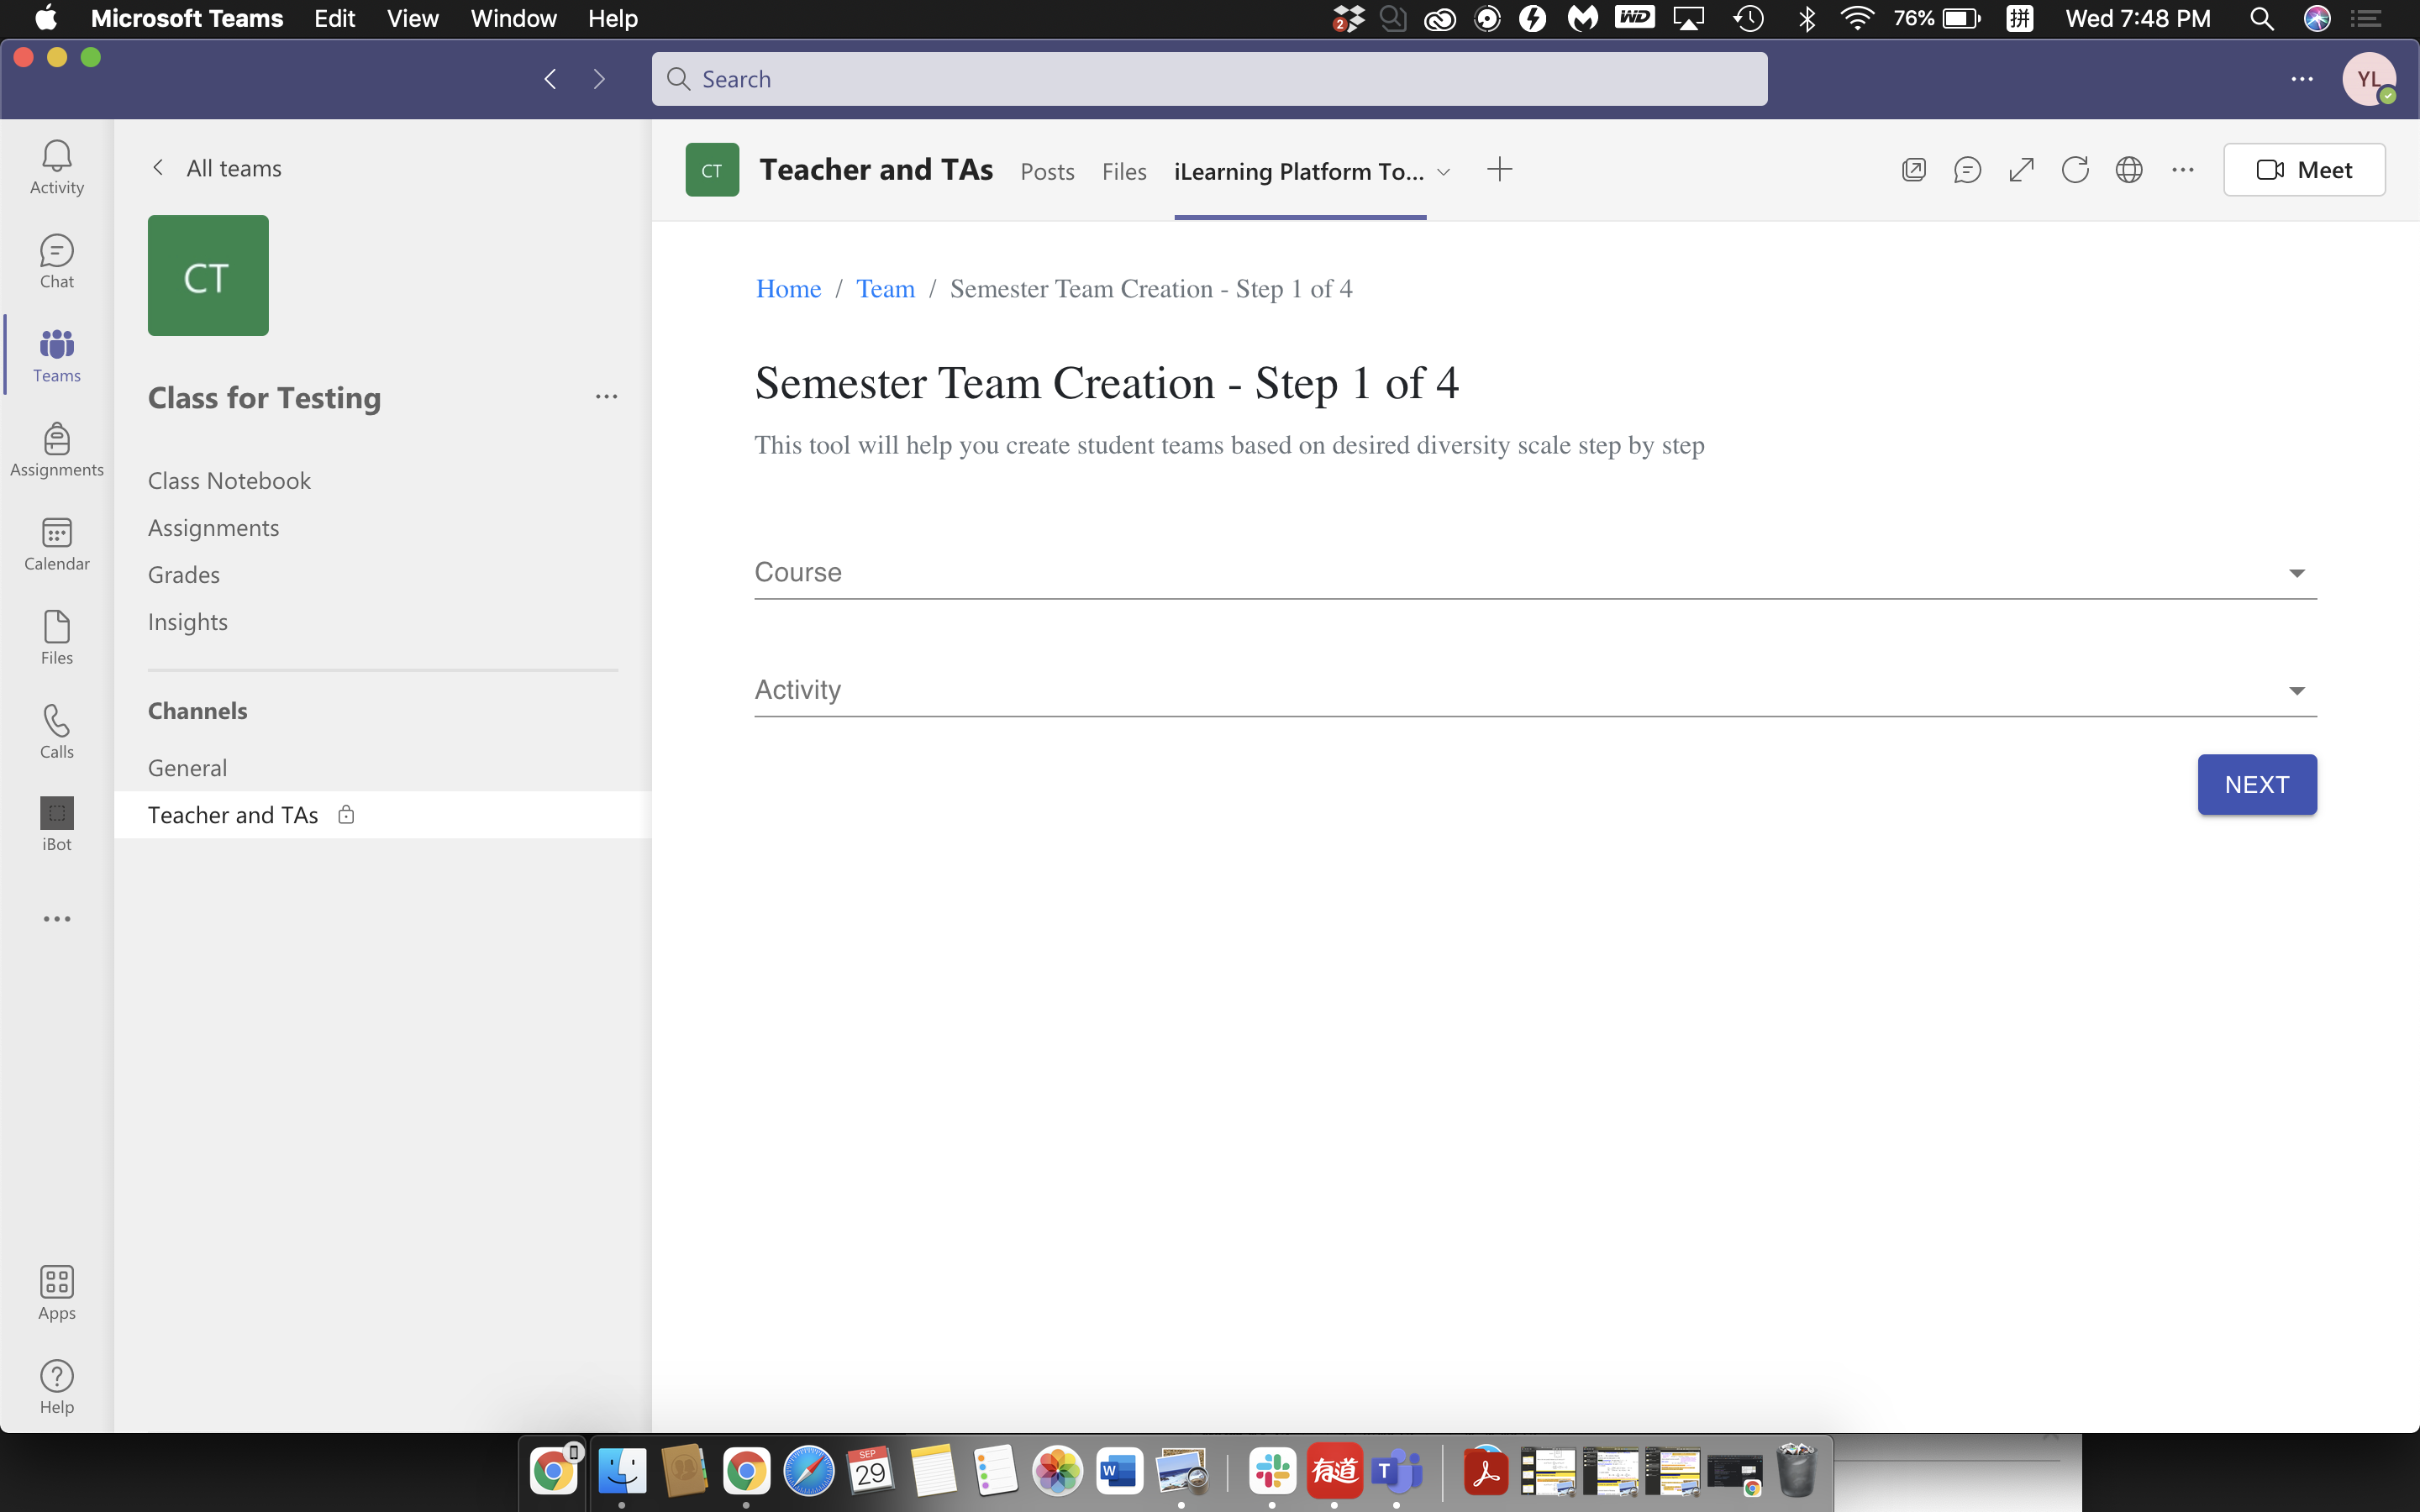 Microsoft Teams Edit View Window Help
2 WD 76% 拼 Wed 7:48 PM
Search
YL
Activity
Chat
Teams
Assignments
Calendar
Files
Calls
iBot
Apps
Help
All teams
CT
Class for Testing
Class Notebook
Assignments
Grades
Insights
Channels
General
Teacher and TAs
CT Teacher and TAs Posts Files iLearning Platform To... Meet
Home / Team / Semester Team Creation - Step 1 of 4
Semester Team Creation - Step 1 of 4
This tool will help you create student teams based on desired diversity scale step by step
Course
Activity
NEXT
SEP
29
W
有道
T